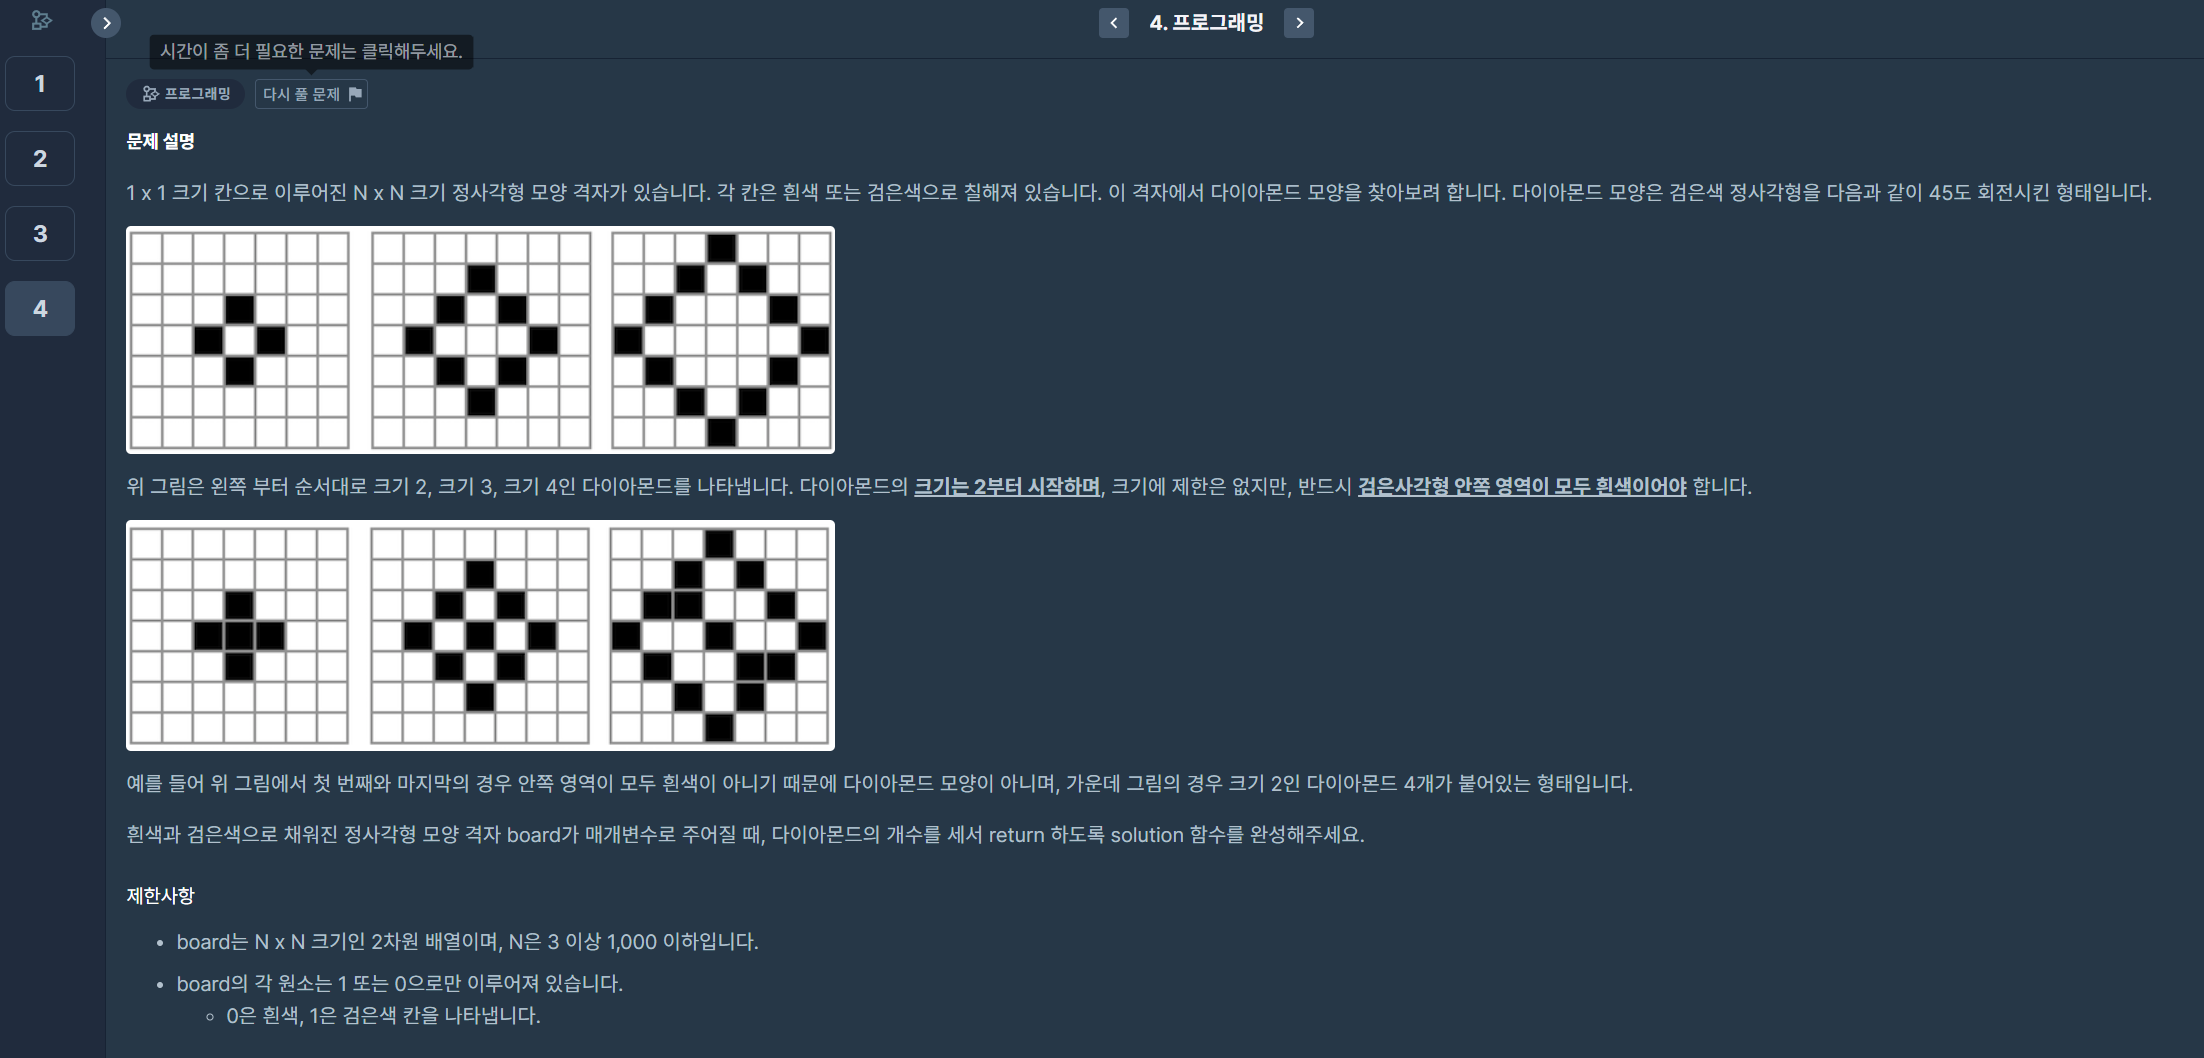 4. 프로그래밍
시간이 좀 더 필요한 문제는 클릭해두세요.
1
2
3
4
프로그래밍 다시 풀 문제
문제 설명
1 x 1 크기 칸으로 이루어진 N x N 크기 정사각형 모양 격자가 있습니다. 각 칸은 흰색 또는 검은색으로 칠해져 있습니다. 이 격자에서 다이아몬드 모양을 찾아보려 합니다. 다이아몬드 모양은 검은색 정사각형을 다음과 같이 45도 회전시킨 형태입니다.
위 그림은 왼쪽 부터 순서대로 크기 2, 크기 3, 크기 4인 다이아몬드를 나타냅니다. 다이아몬드의 크기는 2부터 시작하며, 크기에 제한은 없지만, 반드시 검은사각형 안쪽 영역이 모두 흰색이어야 합니다.
예를 들어 위 그림에서 첫 번째와 마지막의 경우 안쪽 영역이 모두 흰색이 아니기 때문에 다이아몬드 모양이 아니며, 가운데 그림의 경우 크기 2인 다이아몬드 4개가 붙어있는 형태입니다.
흰색과 검은색으로 채워진 정사각형 모양 격자 board가 매개변수로 주어질 때, 다이아몬드의 개수를 세서 return 하도록 solution 함수를 완성해주세요.
제한사항
• board는 N x N 크기인 2차원 배열이며, N은 3 이상 1,000 이하입니다.
• board의 각 원소는 1 또는 0으로만 이루어져 있습니다.
◦ 0은 흰색, 1은 검은색 칸을 나타냅니다.